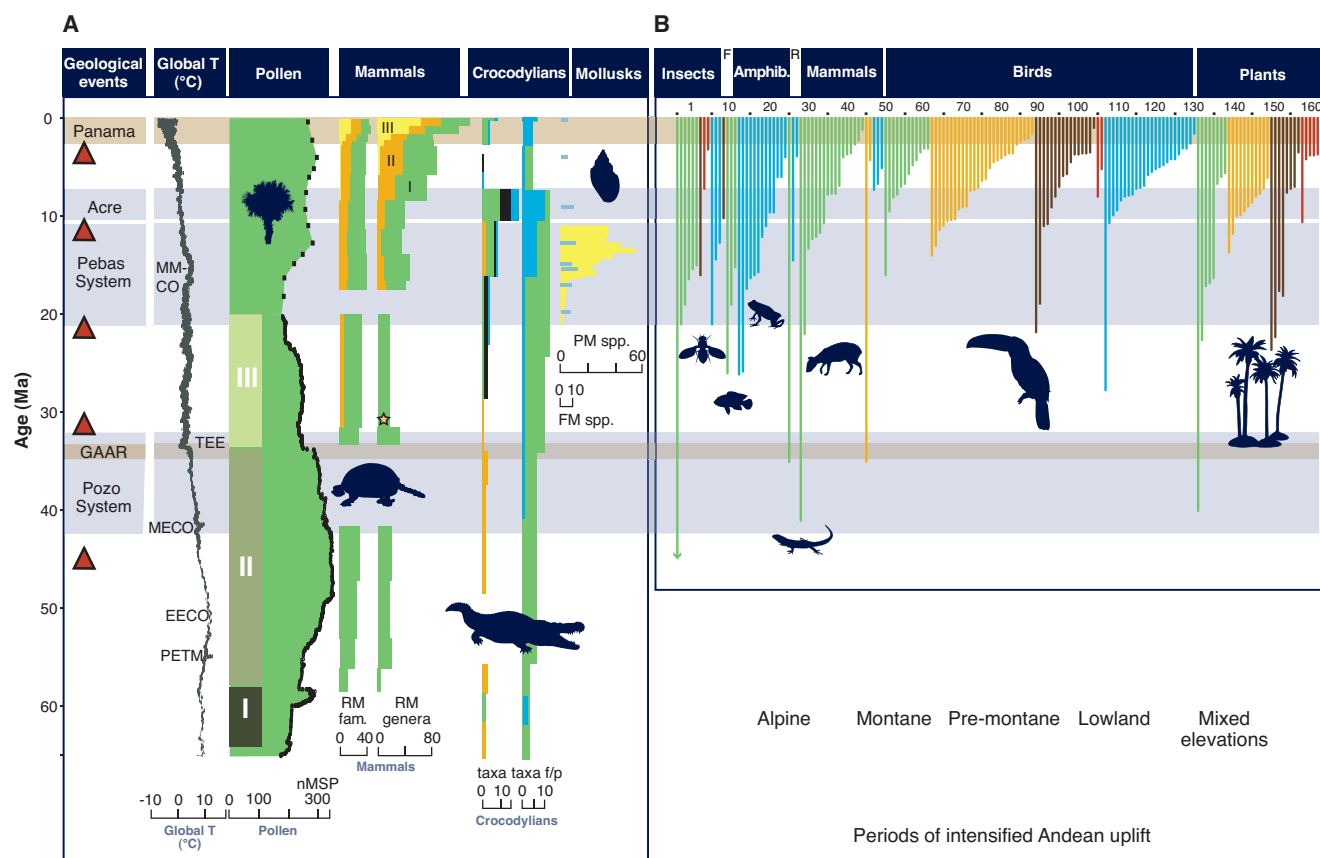 A
B
Geological
events
Global T
(°C)
Pollen
Mammals
Crocodylians
Mollusks
Insects
F
Amphib.
R
Mammals
Birds
Plants
1 10 20 30 40 50 60 70 80 90 100 110 120 130 140 150 160
Age (Ma)
0
10
20
30
40
50
60
Panama
Acre
Pebas
System
GAAR
Pozo
System
MM-
CO
TEE
MECO
EECO
PETM
III
II
I
III
II
I
PM spp.
0 60
0 10
FM spp.
RM
fam.
0 40
RM
genera
0 80
Mammals
taxa
0 10
taxa f/p
0 10
Crocodylians
-10 0 10
Global T
(°C)
nMSP
0 100 300
Pollen
Alpine
Montane
Pre-montane
Lowland
Mixed
elevations
Periods of intensified Andean uplift